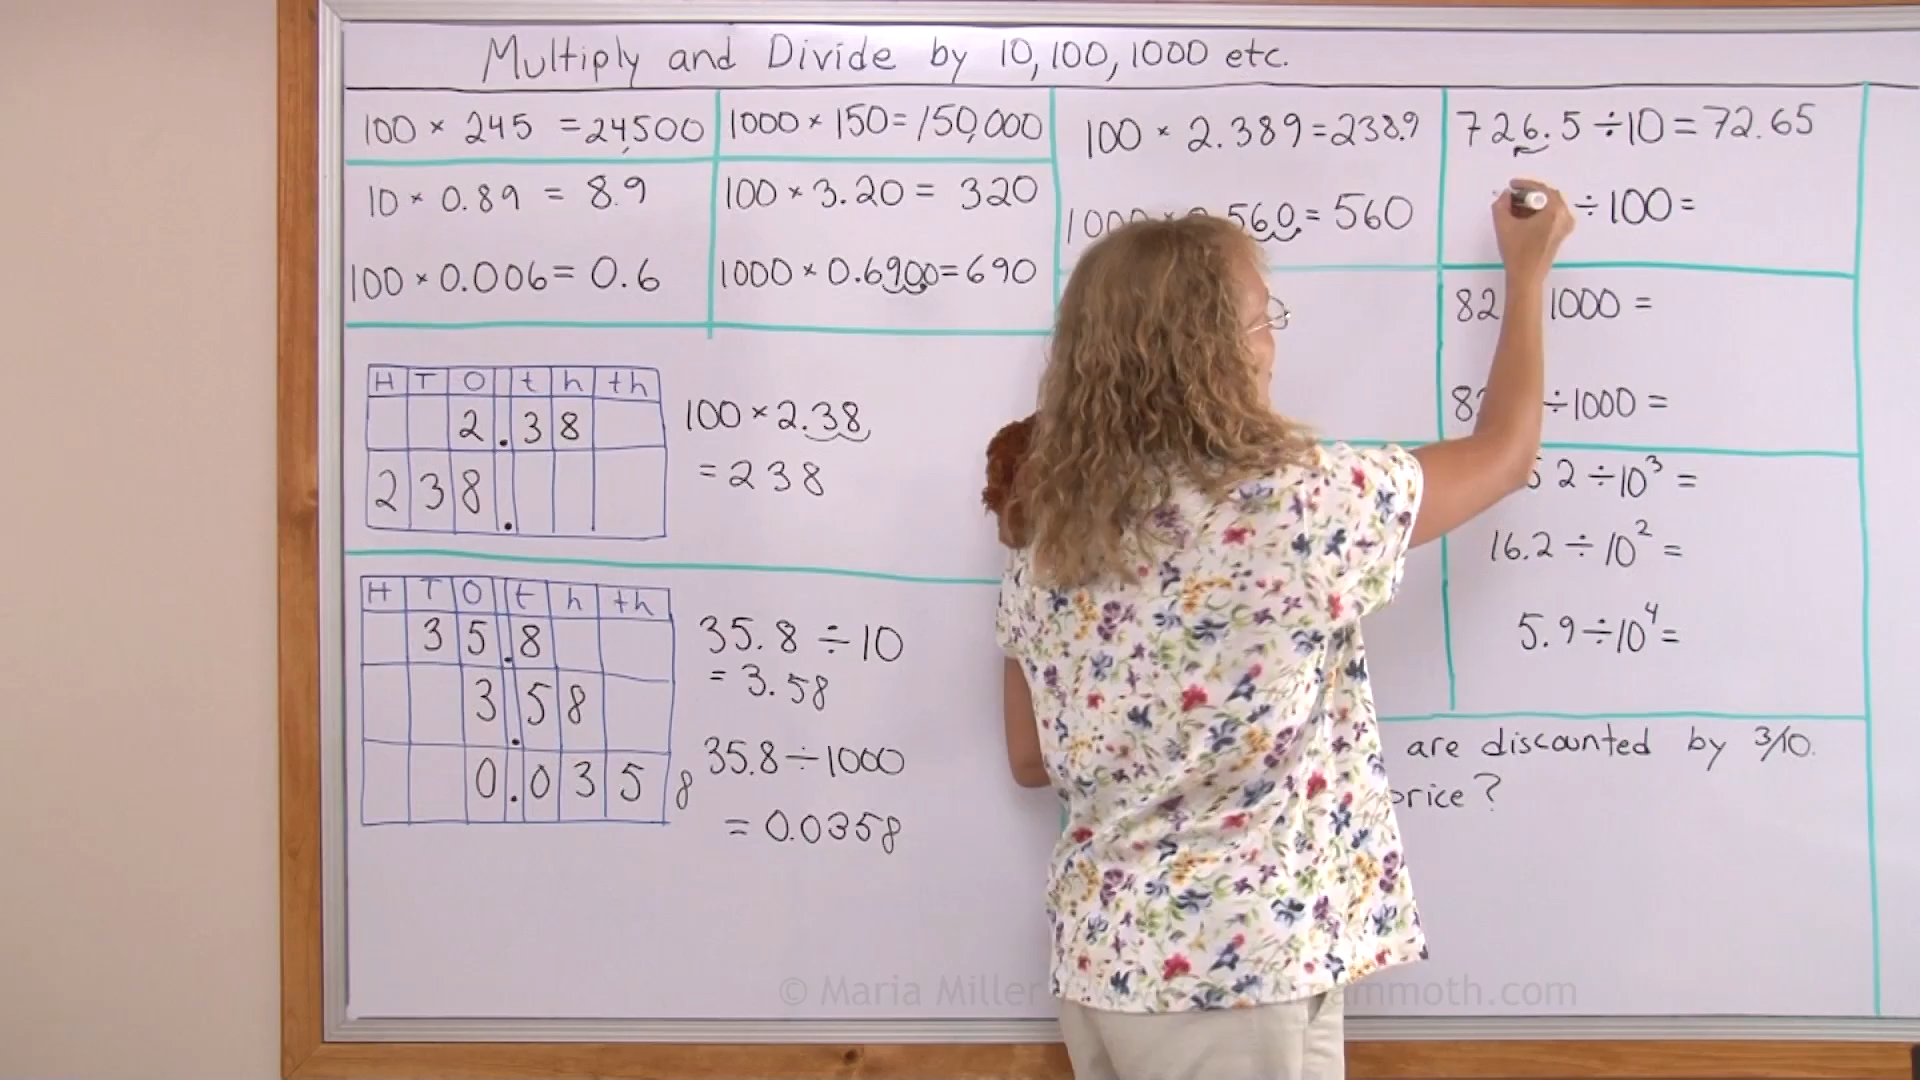 Multiply and Divide by 10, 100, 1000 etc.
100 × 245 = 24,500
10 × 0.89 = 8.9
100 × 0.006 = 0.6
1000 × 150 = 150,000
100 × 3.20 = 320
1000 × 0.6900 = 690
100 × 2.389 = 238.9
1000 × 560 = 560
726.5 ÷ 10 = 72.65
÷ 100 =
82 1000 =
8 ÷ 1000 =
2 ÷ 10³ =
16.2 ÷ 10² =
5.9 ÷ 10⁴ =
H T O t h th
2 . 3 8
2 3 8 .
100 × 2.38
= 238
H T O . t h th
3 5 . 8
3 . 5 8
0 . 0 3 5 8
35.8 ÷ 10
= 3.58
35.8 ÷ 1000
= 0.0358
are discounted by 3/10.
price?
© Maria Miller